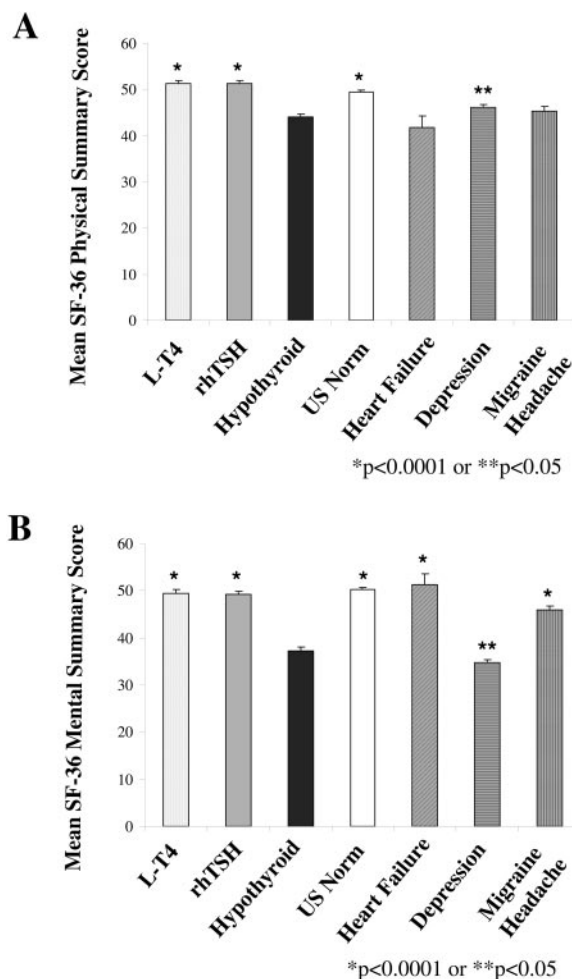 A
Mean SF-36 Physical Summary Score
60
50
40
30
20
10
0
* * * **
L-T4
rhTSH
Hypothyroid
US Norm
Heart Failure
Depression
Migraine
Headache
*p<0.0001 or **p<0.05
B
Mean SF-36 Mental Summary Score
60
50
40
30
20
10
0
* * * * ** *
L-T4
rhTSH
Hypothyroid
US Norm
Heart Failure
Depression
Migraine
Headache
*p<0.0001 or **p<0.05